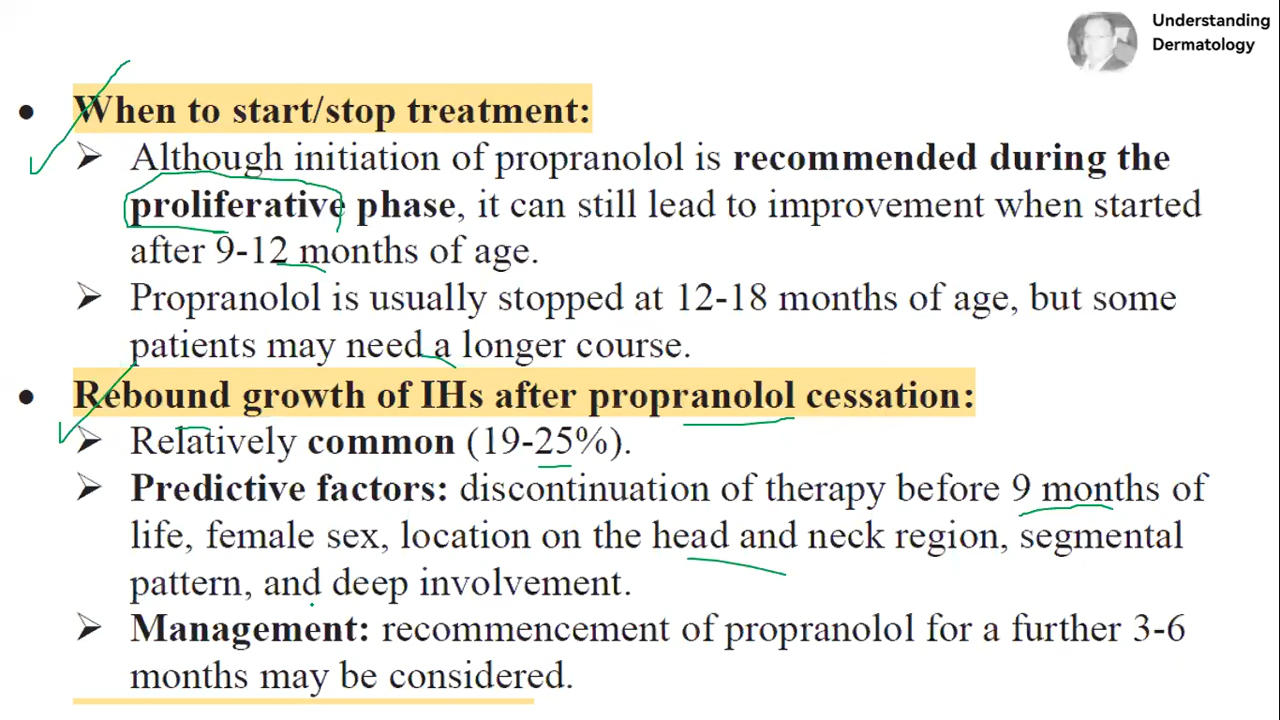 Understanding
Dermatology
• When to start/stop treatment:
➢ Although initiation of propranolol is recommended during the
proliferative phase, it can still lead to improvement when started
after 9-12 months of age.
➢ Propranolol is usually stopped at 12-18 months of age, but some
patients may need a longer course.
• Rebound growth of IHs after propranolol cessation:
➢ Relatively common (19-25%).
➢ Predictive factors: discontinuation of therapy before 9 months of
life, female sex, location on the head and neck region, segmental
pattern, and deep involvement.
➢ Management: recommencement of propranolol for a further 3-6
months may be considered.